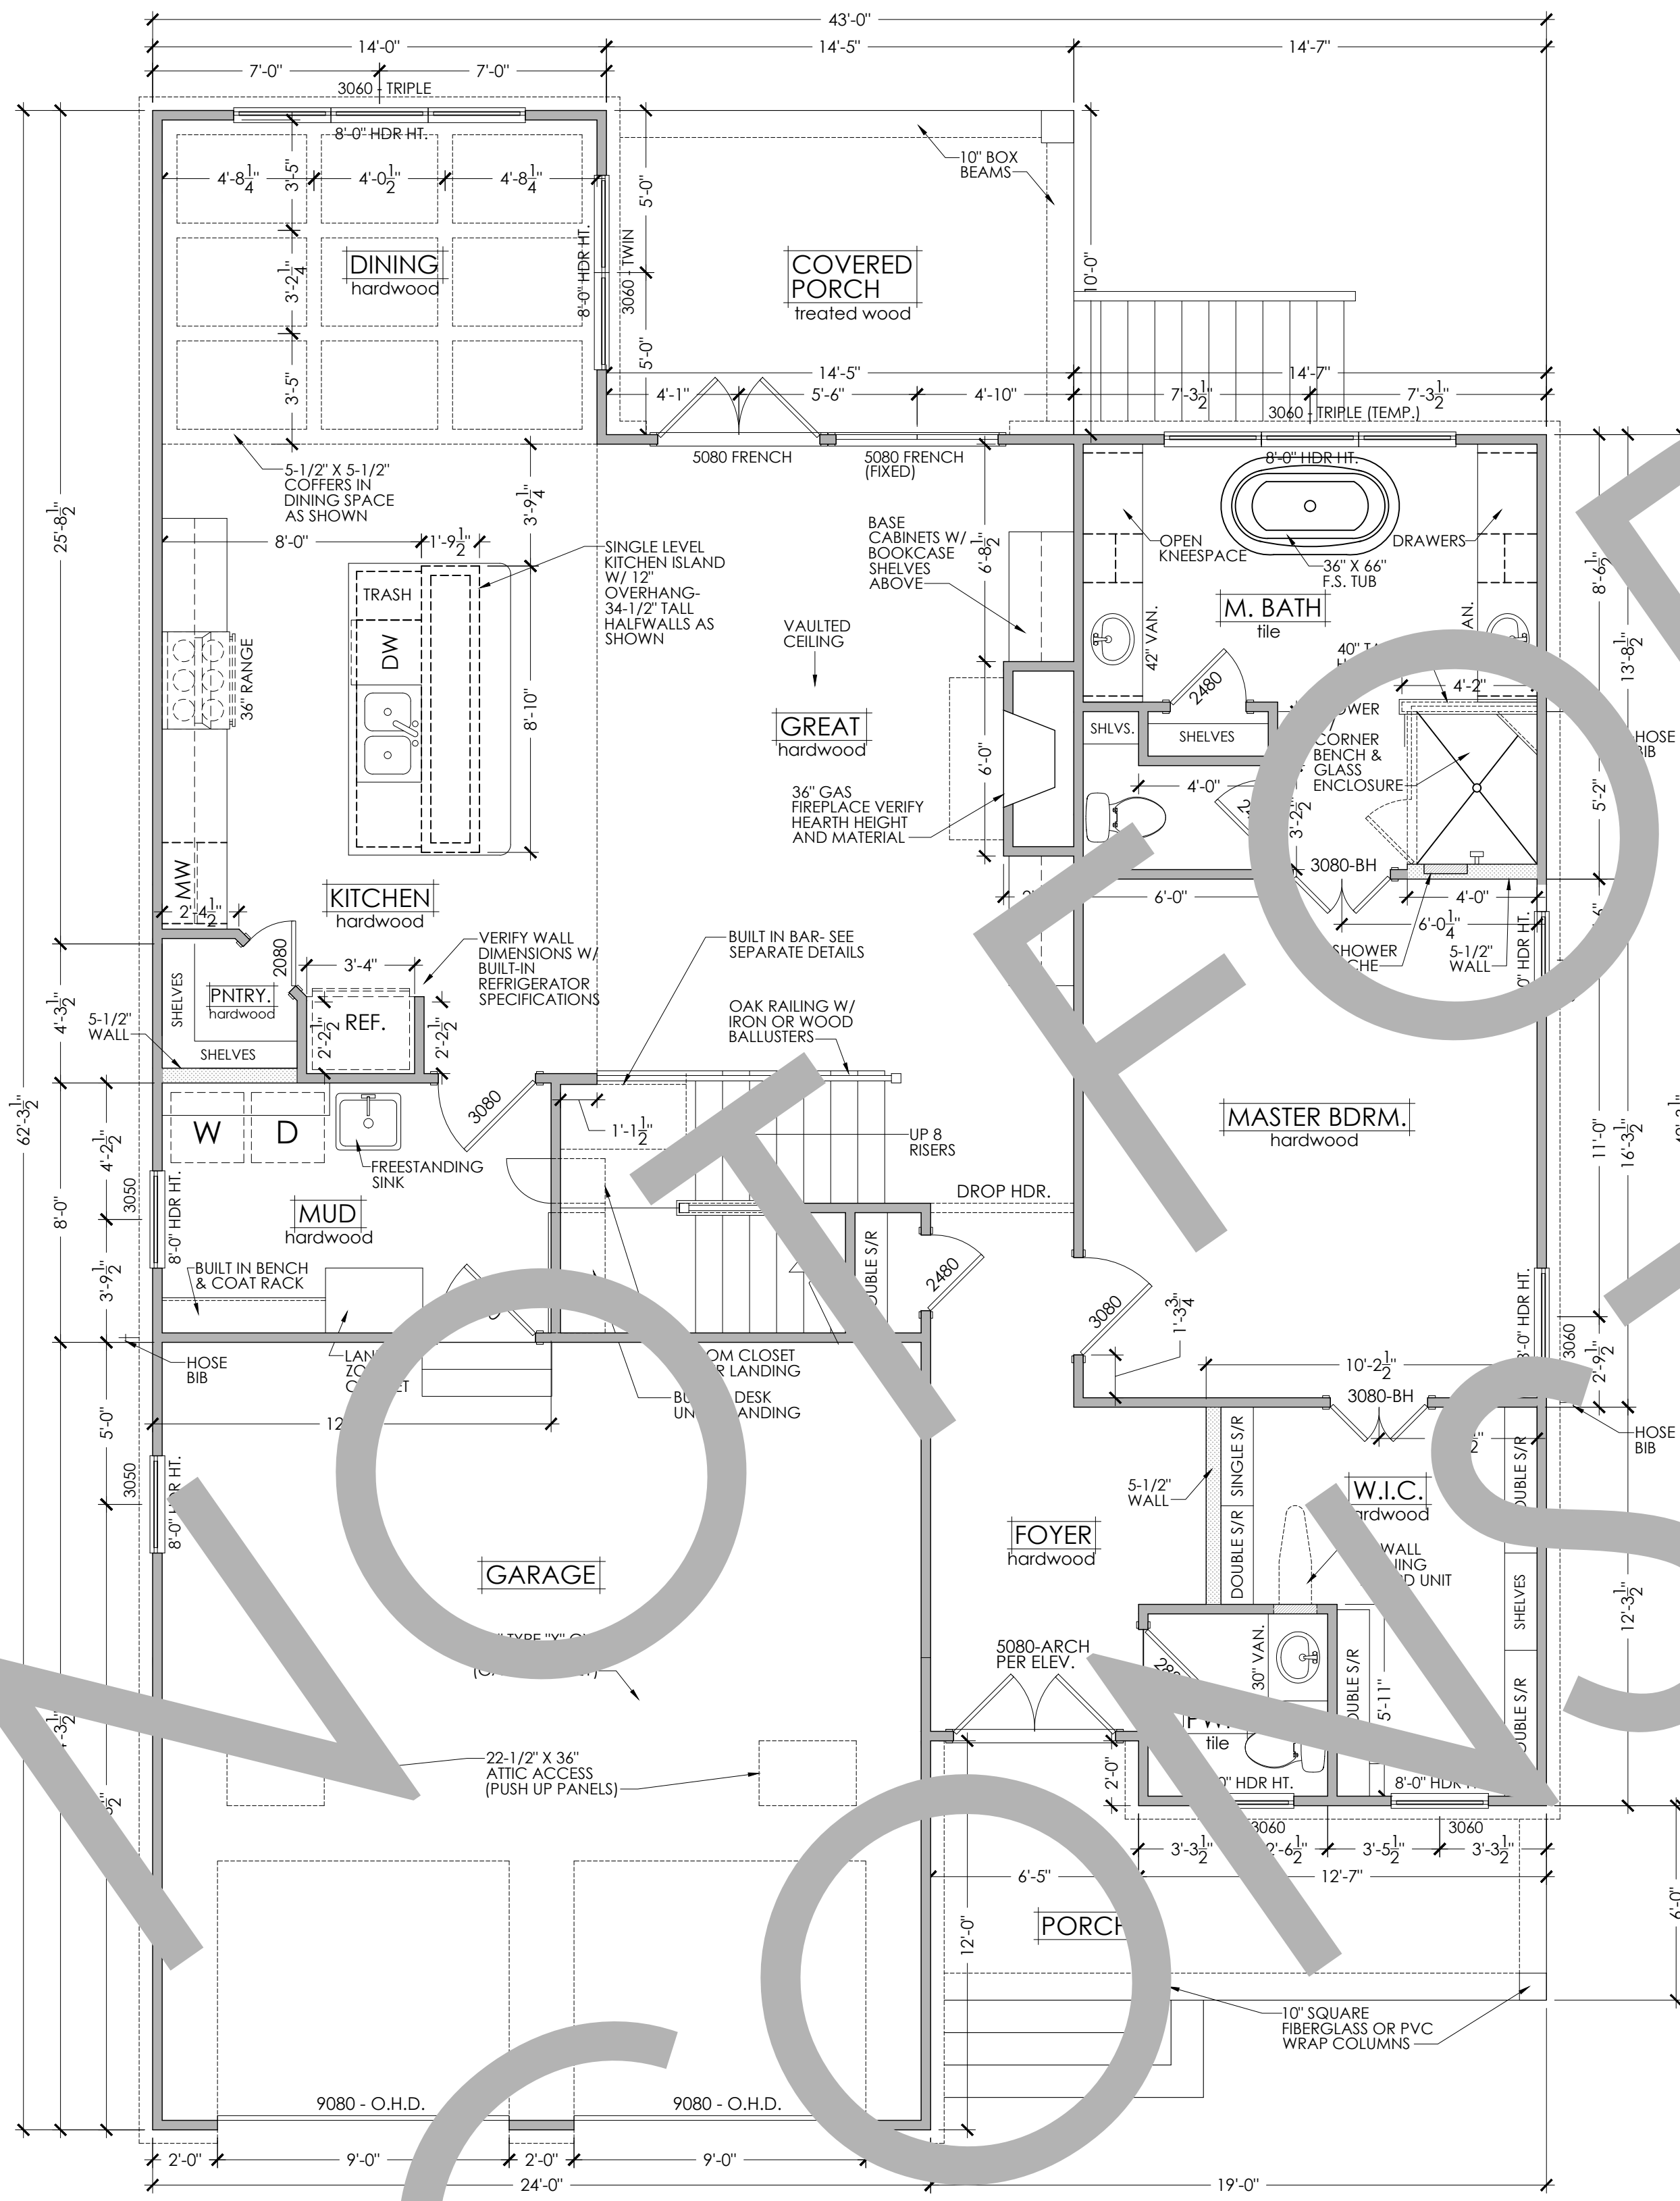 43'-0"
14'-0"
14'-5"
14'-7"
7'-0"
7'-0"
3060 - TRIPLE
8'-0" HDR HT.
4'-8 1/4"
3'-5"
4'-0 1/2"
4'-8 1/4"
5'-0"
10" BOX
BEAMS
DINING
hardwood
3'-2 1/4"
8'-0" HDR HT.
3060 - TWIN
COVERED
PORCH
treated wood
10'-0"
3'-5"
5'-0"
14'-5"
14'-7"
4'-1"
5'-6"
4'-10"
7'-3 1/2"
7'-3 1/2"
3060 - TRIPLE (TEMP.)
8'-0" HDR HT.
5080 FRENCH
5080 FRENCH
(FIXED)
5-1/2" X 5-1/2"
COFFERS IN
DINING SPACE
AS SHOWN
3'-9 1/4"
25'-8 1/2"
8'-0"
1'-9 1/2"
SINGLE LEVEL
KITCHEN ISLAND
W/ 12"
OVERHANG-
34-1/2" TALL
HALFWALLS AS
SHOWN
BASE
CABINETS W/
BOOKCASE
SHELVES
ABOVE
6'-8 1/2"
OPEN
KNEESPACE
DRAWERS
36" X 66"
F.S. TUB
8'-6 1/2"
13'-8 1/2"
TRASH
DW
VAULTED
CEILING
M. BATH
tile
42" VAN.
36" RANGE
8'-10"
GREAT
hardwood
2480
4'-2"
SHLVS.
SHELVES
CORNER
BENCH &
GLASS
ENCLOSURE
HOSE
BIB
6'-0"
36" GAS
FIREPLACE VERIFY
HEARTH HEIGHT
AND MATERIAL
4'-0"
3'-2 1/2"
5'-2"
MW
KITCHEN
hardwood
2'-4 1/2"
3080-BH
6'-0"
4'-0"
6'-0 1/4"
2080
3'-4"
VERIFY WALL
DIMENSIONS W/
BUILT-IN
REFRIGERATOR
SPECIFICATIONS
BUILT IN BAR- SEE
SEPARATE DETAILS
SHOWER
5-1/2"
WALL
4'-3 1/2"
SHELVES
PNTRY.
hardwood
REF.
2'-2 1/2"
2'-2 1/2"
OAK RAILING W/
IRON OR WOOD
BALLUSTERS
5-1/2"
WALL
SHELVES
62'-3 1/2"
W
D
3080
1'-1 1/2"
UP 8
RISERS
MASTER BDRM.
hardwood
11'-0"
16'-3 1/2"
4'-2 1/2"
FREESTANDING
SINK
3050
8'-0" HDR HT.
8'-0"
MUD
hardwood
DROP HDR.
3'-9 1/2"
BUILT IN BENCH
& COAT RACK
2480
3080
1'-3 3/4"
3060
2'-9 1/2"
HOSE
BIB
10'-2 1/2"
3080-BH
5'-0"
HOSE
BIB
3050
SINGLE S/R
5-1/2"
WALL
DOUBLE S/R
W.I.C.
FOYER
hardwood
GARAGE
SHELVES
12'-3 1/2"
5080-ARCH
PER ELEV.
30" VAN.
5'-11"
tile
22-1/2" X 36"
ATTIC ACCESS
(PUSH UP PANELS)
2'-0"
3060
3060
3'-3 1/2"
2'-6 1/2"
3'-5 1/2"
3'-3 1/2"
6'-5"
12'-7"
PORCH
12'-0"
6'-0"
10" SQUARE
FIBERGLASS OR PVC
WRAP COLUMNS
9080 - O.H.D.
9080 - O.H.D.
2'-0"
9'-0"
2'-0"
9'-0"
24'-0"
19'-0"